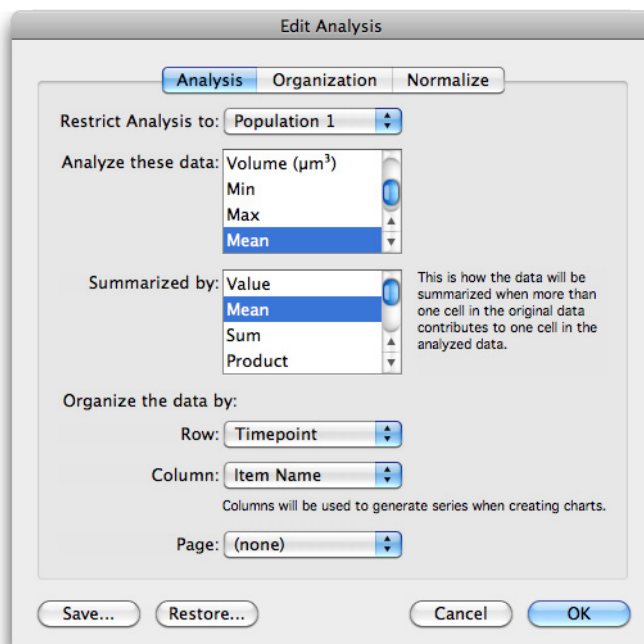 Edit Analysis
Analysis Organization Normalize
Restrict Analysis to: Population 1
Analyze these data: Volume (µm³)
Min
Max
Mean
Summarized by: Value
Mean
Sum
Product
This is how the data will be
summarized when more than
one cell in the original data
contributes to one cell in the
analyzed data.
Organize the data by:
Row: Timepoint
Column: Item Name
Columns will be used to generate series when creating charts.
Page: (none)
Save... Restore... Cancel OK